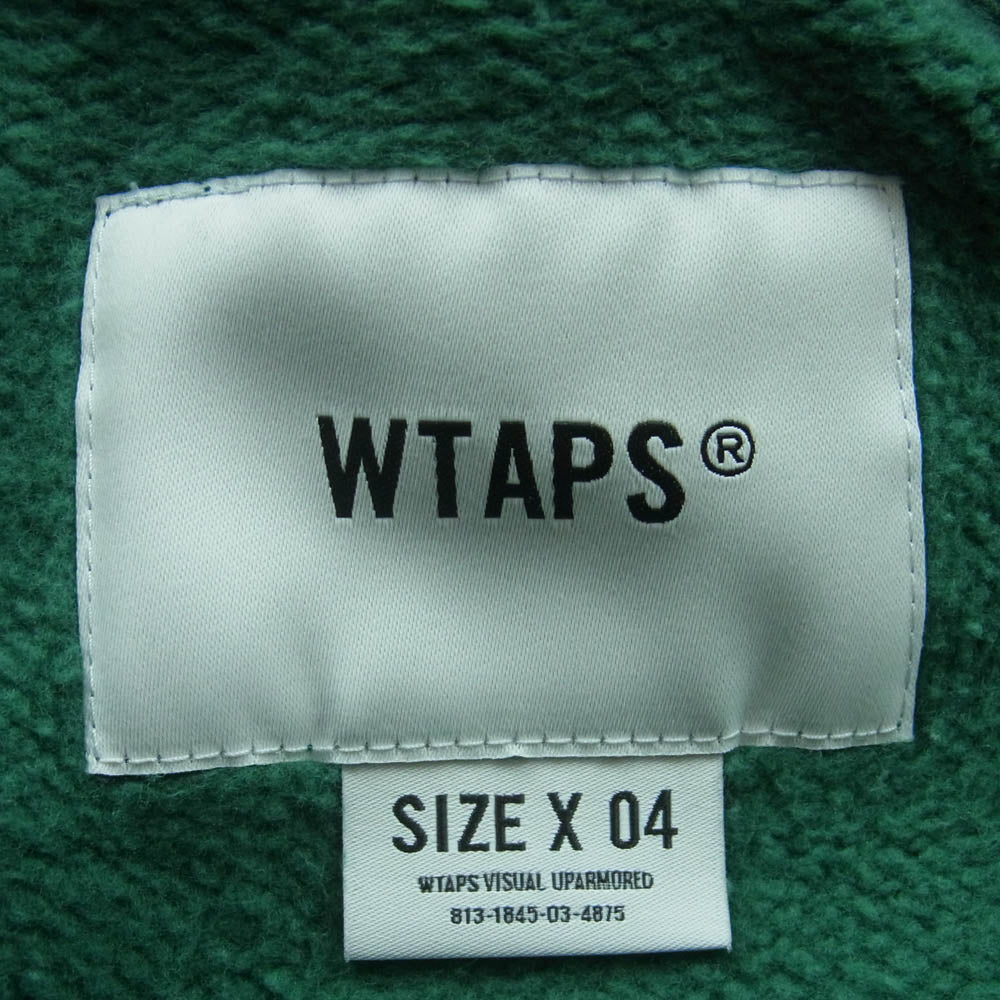 WTAPS®
SIZE X 04
WTAPS VISUAL UPARMORED
813-1845-03-4875